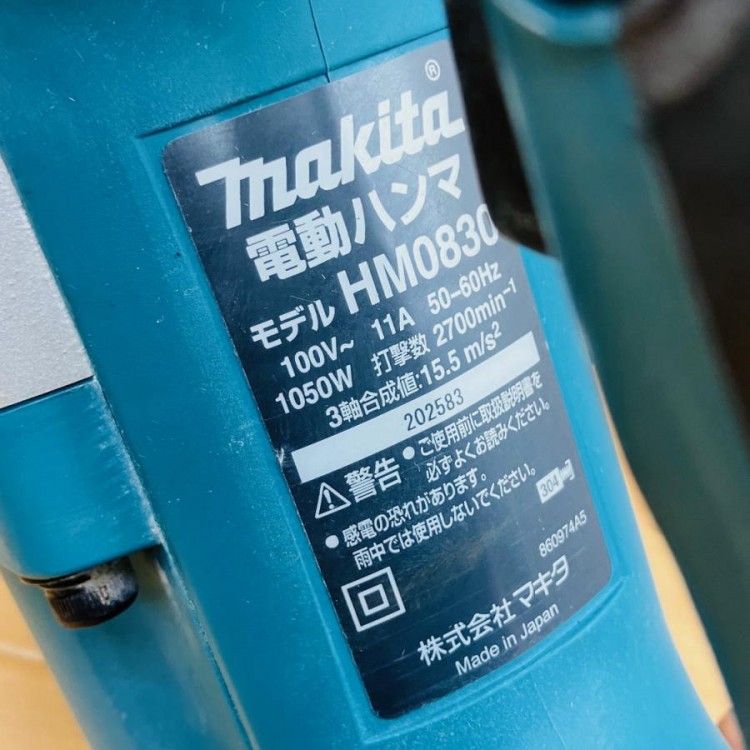 makita®
電動ハンマ
モデル HM0830
100V~ 11A 50-60Hz
1050W 打撃数 2700min⁻¹
3軸合成値:15.5 m/s²
202583
警告 ●ご使用前に取扱説明書を
必ずよくお読みください。
●感電の恐れがあります。
雨中では使用しないでください。
304
860974A5
株式会社マキタ
Made in Japan